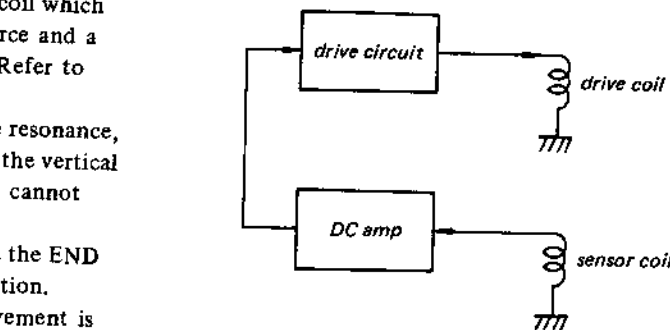 coil which
rce and a
Refer to
e resonance,
the vertical
cannot
the END
tion.
vement is
drive circuit
drive coil
DC amp
sensor coil